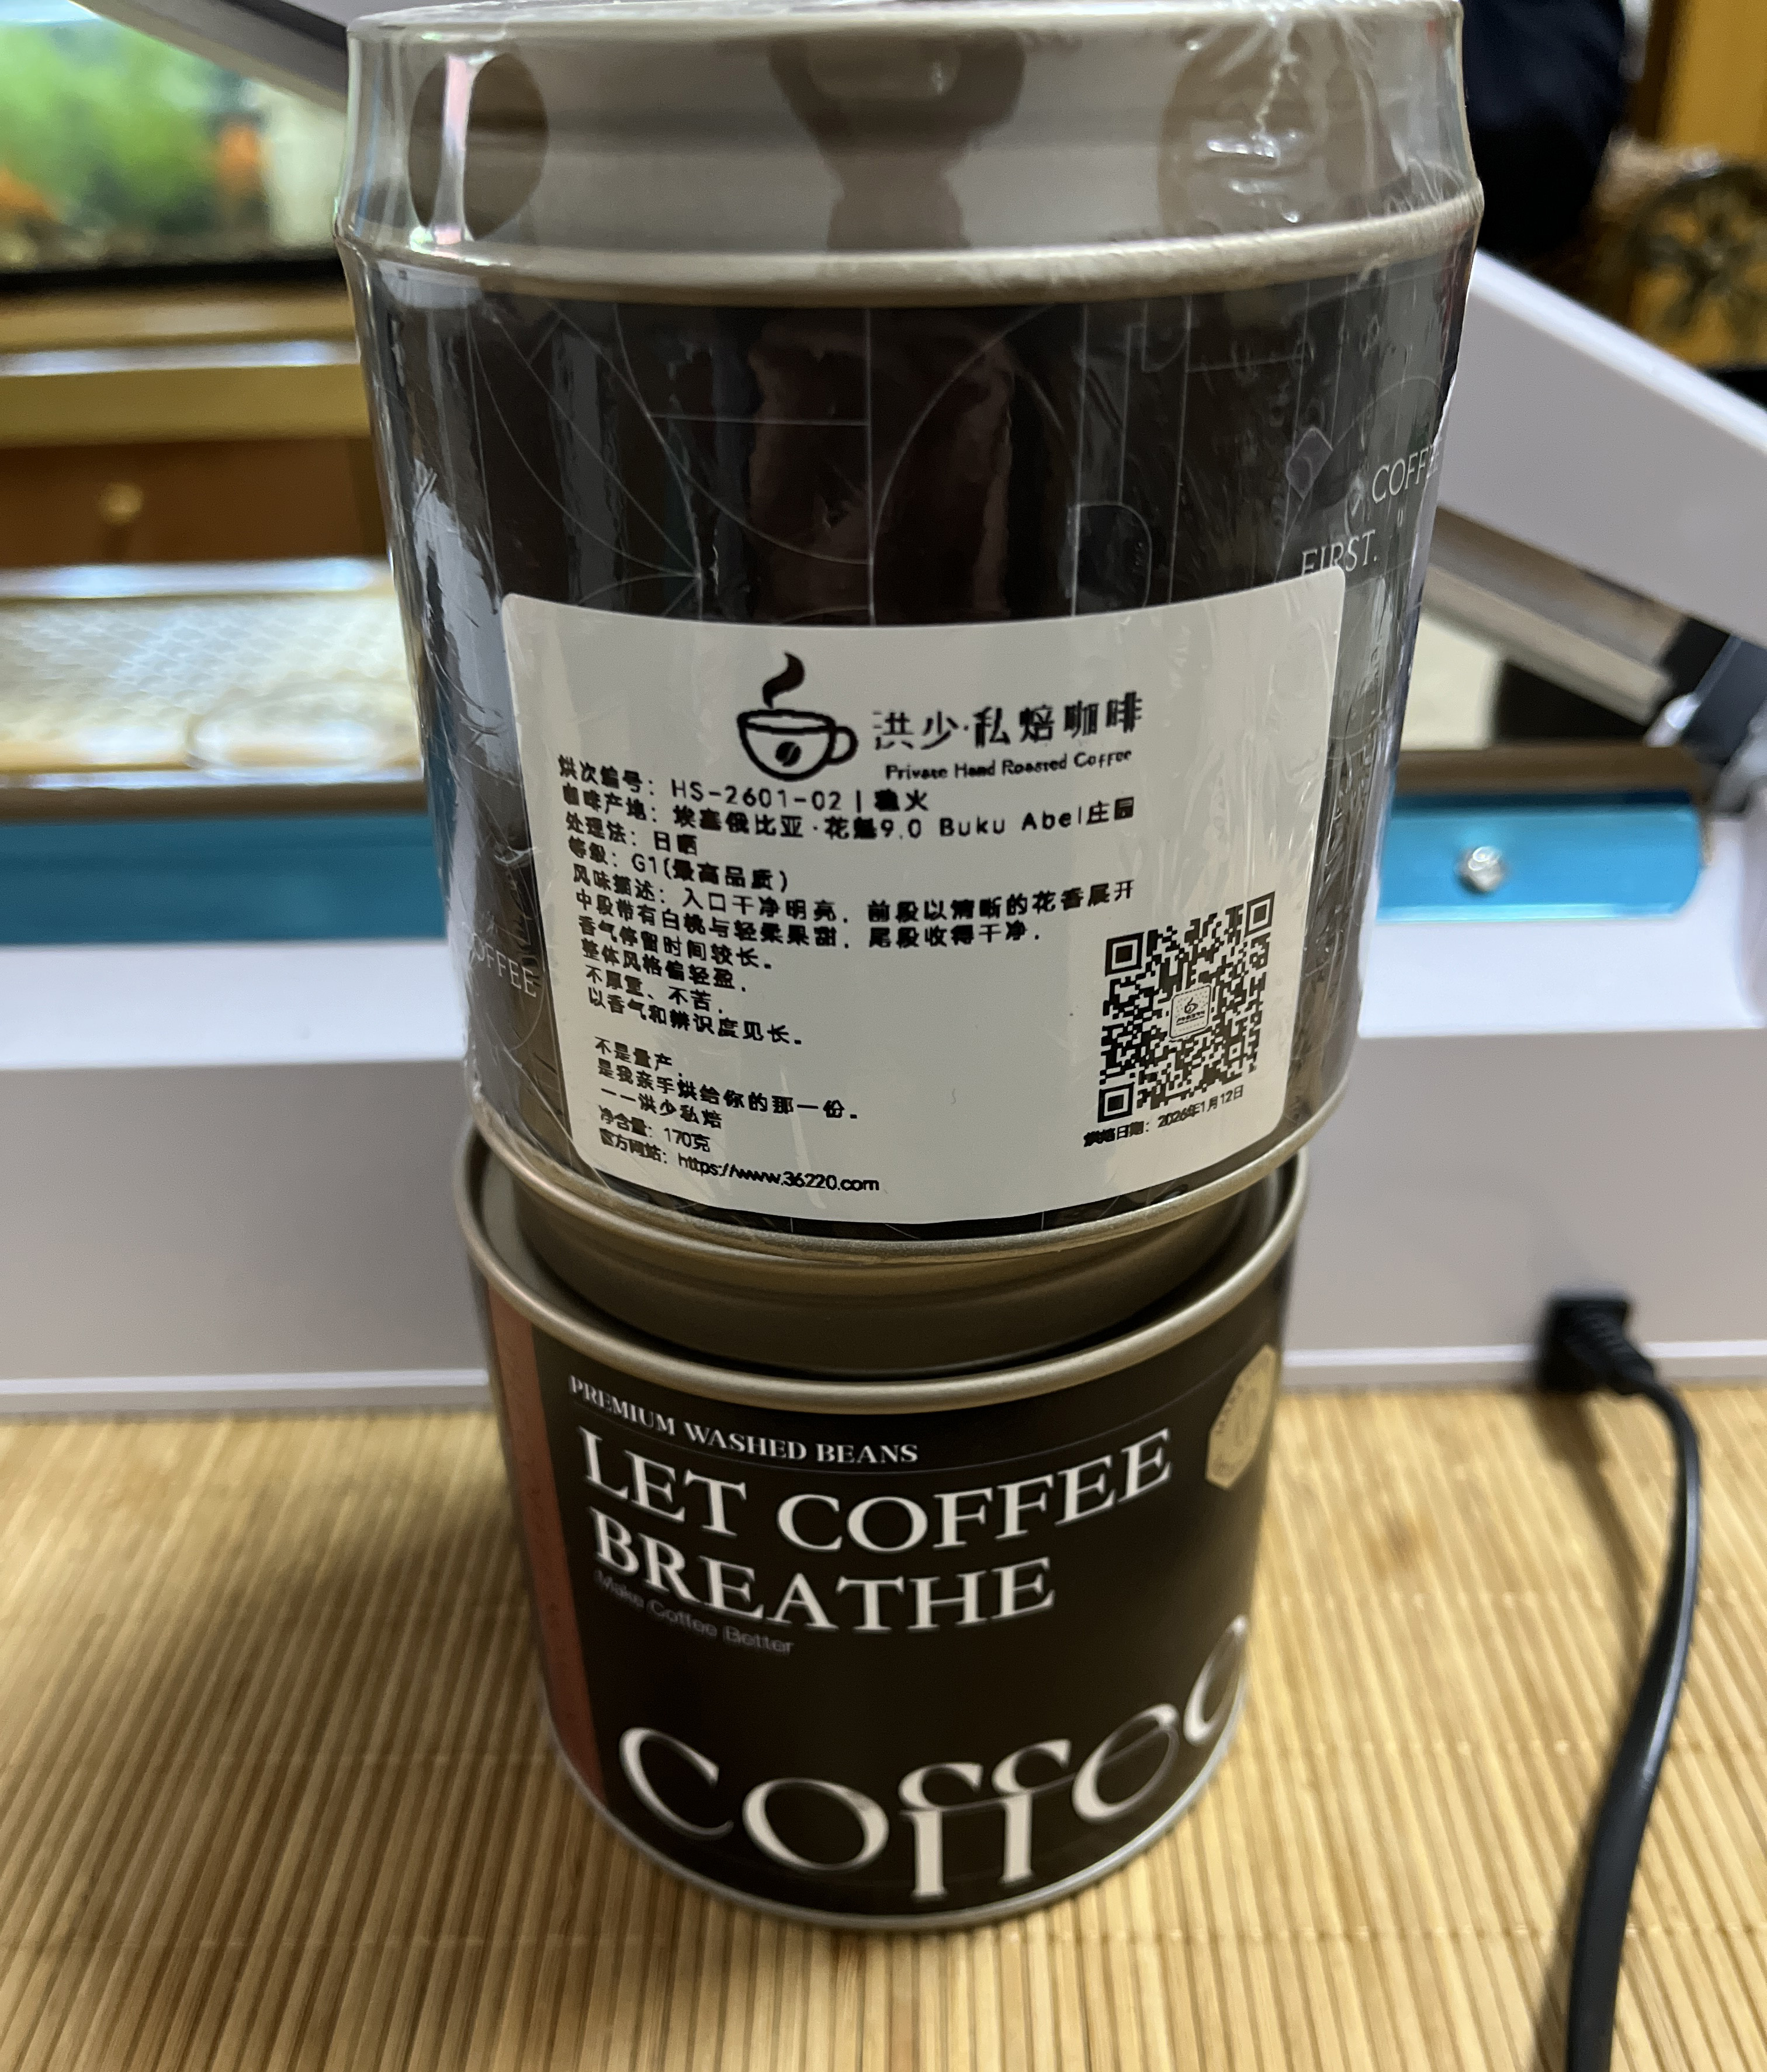 COFFEE
FIRST.
洪少·私焙咖啡
Private Hand Roasted Coffee
烘次编号：HS-2601-02 | 稳火
咖啡产地：埃塞俄比亚·花魁9.0 Buku Abel庄园
处理法：日晒
等级：G1(最高品质)
风味描述：入口干净明亮，前段以清晰的花香展开
中段带有白桃与轻柔果甜，尾段收得干净，
香气停留时间较长。
整体风格偏轻盈，
不厚重、不苦，
以香气和辨识度见长。
不是量产，
是我亲手烘给你的那一份。
——洪少私焙
净含量：170克
官方网站：https://www.36220.com
烘焙日期：2026年1月12日
COFFEE
PREMIUM WASHED BEANS
LET COFFEE
BREATHE
Make Coffee Better
Coffee